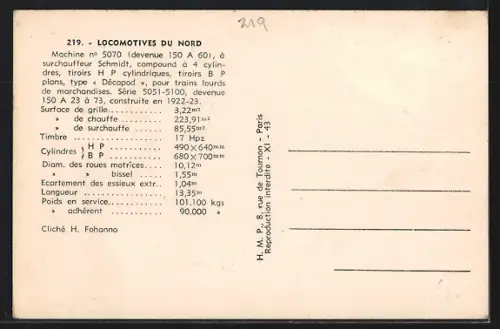 219
219. - LOCOMOTIVES DU NORD
Machine nº 5070 (devenue 150 A 60), à
surchauffeur Schmidt, compound à 4 cylin-
dres, tiroirs H P cylindriques, tiroirs B P
plans, type « Décapod », pour trains lourds
de marchandises. Série 5051-5100, devenue
150 A 23 à 73, construite en 1922-23.
Surface de grille........... 3,22m²
» de chauffe.......... 223,91m²
» de surchauffe....... 85,55m²
Timbre ................... 17 Hpz
Cylindres } H P ............ 490×640mm
} B P ............ 680×700mm
Diam. des roues motrices.... 10,12m
» » bissel ..... 1,55m
Ecartement des essieux extr.. 1,04m
Longueur ................. 13,35m
Poids en service............ 101.100 kgs
» adhérent ............ 90.000 »
Cliché H. Fohanno
H. M. P., 8, rue de Tournon - Paris
Reproduction interdite - XI - 43